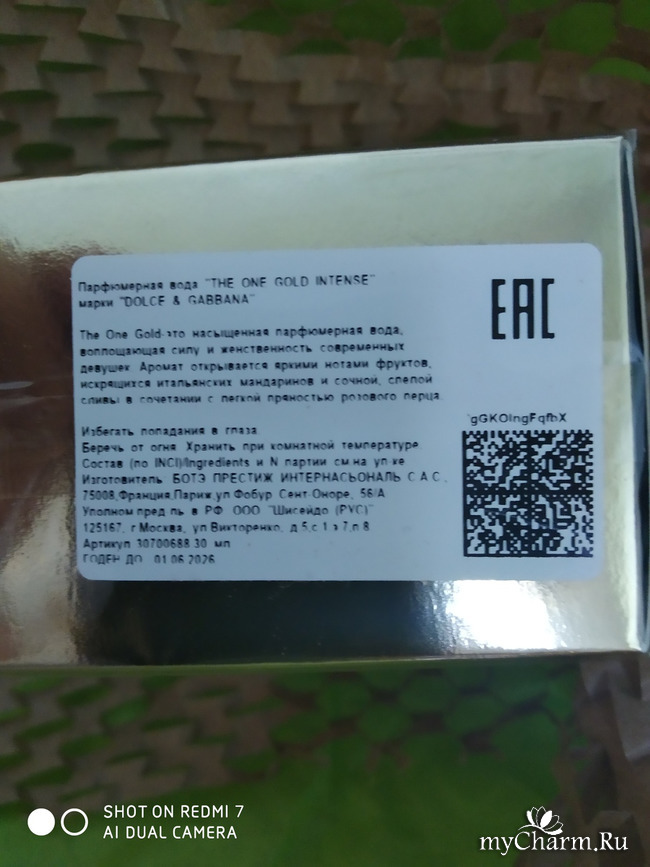 Парфюмерная вода "THE ONE GOLD INTENSE"
марки "DOLCE & GABBANA"
The One Gold-это насыщенная парфюмерная вода,
воплощающая силу и женственность современных
девушек. Аромат открывается яркими нотами фруктов,
искрящихся итальянских мандаринов и сочной, спелой
сливы в сочетании с легкой пряностью розового перца.
Избегать попадания в глаза.
Беречь от огня. Хранить при комнатной температуре.
Состав (по INCI)/Ingredients и N партии см.на уп-ке
Изготовитель БОТЭ ПРЕСТИЖ ИНТЕРНАСЬОНАЛЬ С.А.С.,
75008,Франция,Париж,ул Фобур Сент-Оноре, 56/А
Уполном.пред.пь в РФ: ООО "Шисейдо (РУС)"
125167, г.Москва, ул Викторенко, д.5,с.1,э.7,п.8
Артикул 30700688.30 мл
ГОДЕН ДО: 01.06.2026
EAC
gGKOIngFqfbX
SHOT ON REDMI 7
AI DUAL CAMERA
myCharm.Ru